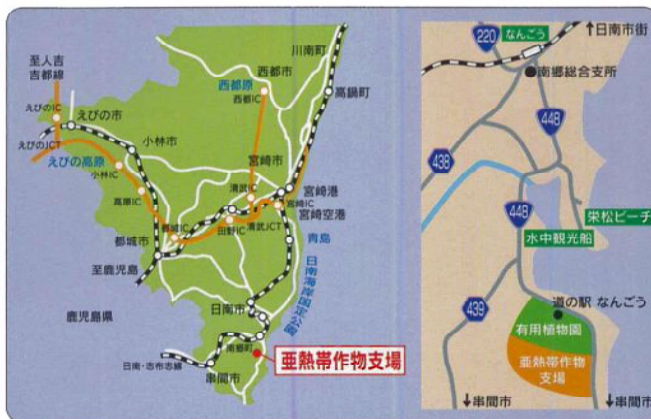 至人吉
吉都線
えびのIC
えびの市
えびのJCT
えびの高原
小林IC
小林市
高原IC
都城市
都城IC
至鹿児島
鹿児島県
川南町
西都市
西都原
西都IC
高鍋町
宮崎市
宮崎港
清武IC
宮崎IC
宮崎空港
田野IC
清武JCT
青島
日南海岸国定公園
日南市
南郷町
日南・志布志線
串間市
亜熱帯作物支場
220
なんごう
↑日南市街
南郷総合支所
448
438
448
栄松ビーチ
水中観光船
439
道の駅 なんごう
有用植物園
亜熱帯作物
支場
↓串間市
↓串間市